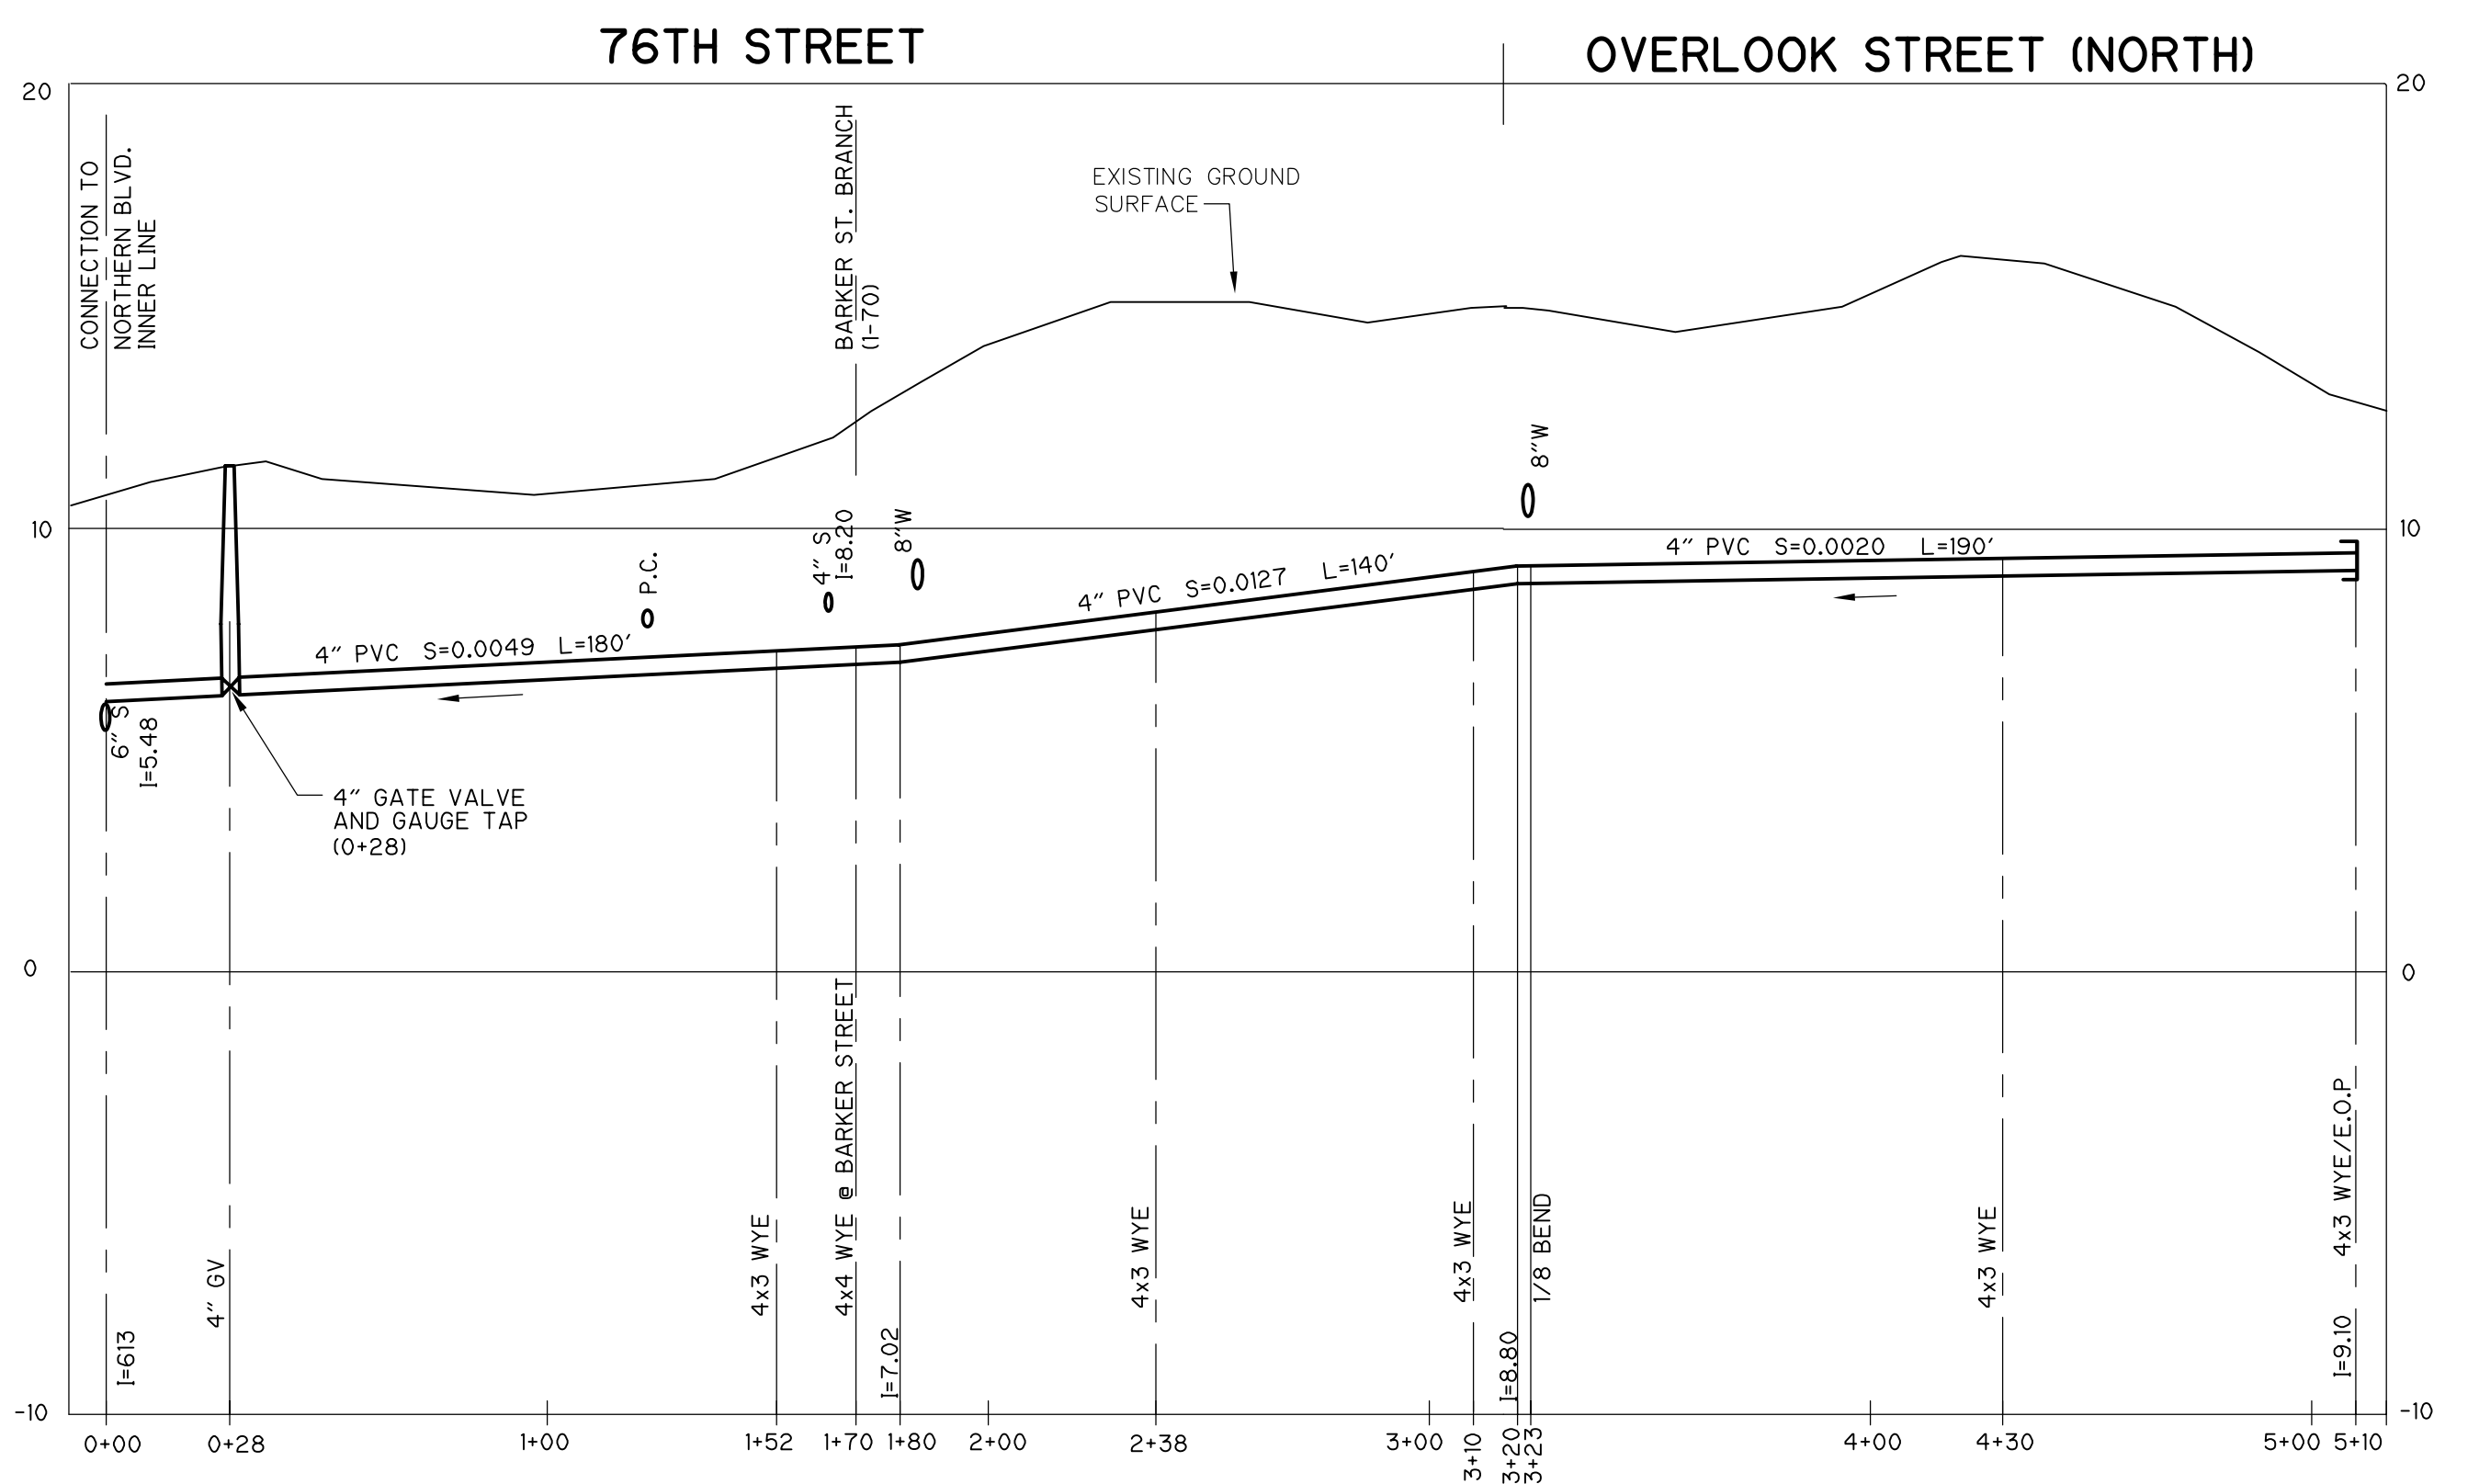 76TH STREET
OVERLOOK STREET (NORTH)
20
20
CONNECTION TO
NORTHERN BLVD.
INNER LINE
BARKER ST. BRANCH
(1-70)
EXISTING GROUND
SURFACE
8"W
10
10
P.C.
4" S
I=8.20
8"W
4" PVC S=0.0049 L=180'
4" PVC S=0.0127 L=140'
4" PVC S=0.0020 L=190'
6" S
I=5.48
4" GATE VALVE
AND GAUGE TAP
(0+28)
0
0
I=613
4" GV
4x3 WYE
4x4 WYE @ BARKER STREET
I=7.02
4x3 WYE
4x3 WYE
I=8.80
1/8 BEND
4x3 WYE
I=9.10 4x3 WYE/E.O.P
-10
-10
0+00
0+28
1+00
1+52
1+70
1+80
2+00
2+38
3+00
3+10
3+20
3+23
4+00
4+30
5+00
5+10